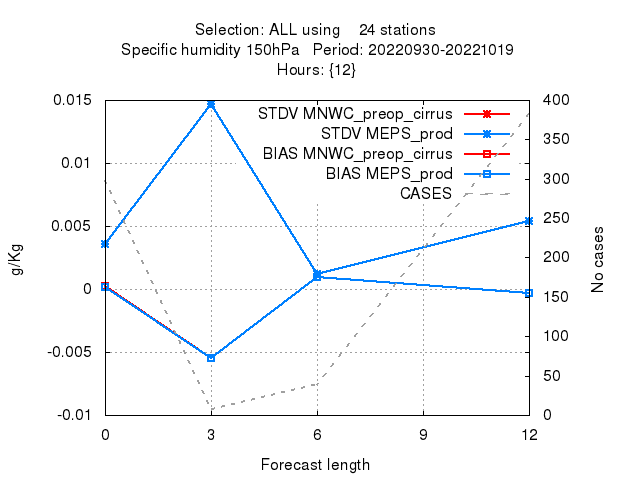 Selection: ALL using    24 stations
Specific humidity 150hPa   Period: 20220930-20221019
Hours: {12}
0.015
0.01
0.005
0
-0.005
-0.01
g/Kg
STDV MNWC_preop_cirrus
STDV MEPS_prod
BIAS MNWC_preop_cirrus
BIAS MEPS_prod
CASES
400
350
300
250
200
150
100
50
0
No cases
0 3 6 9 12
Forecast length